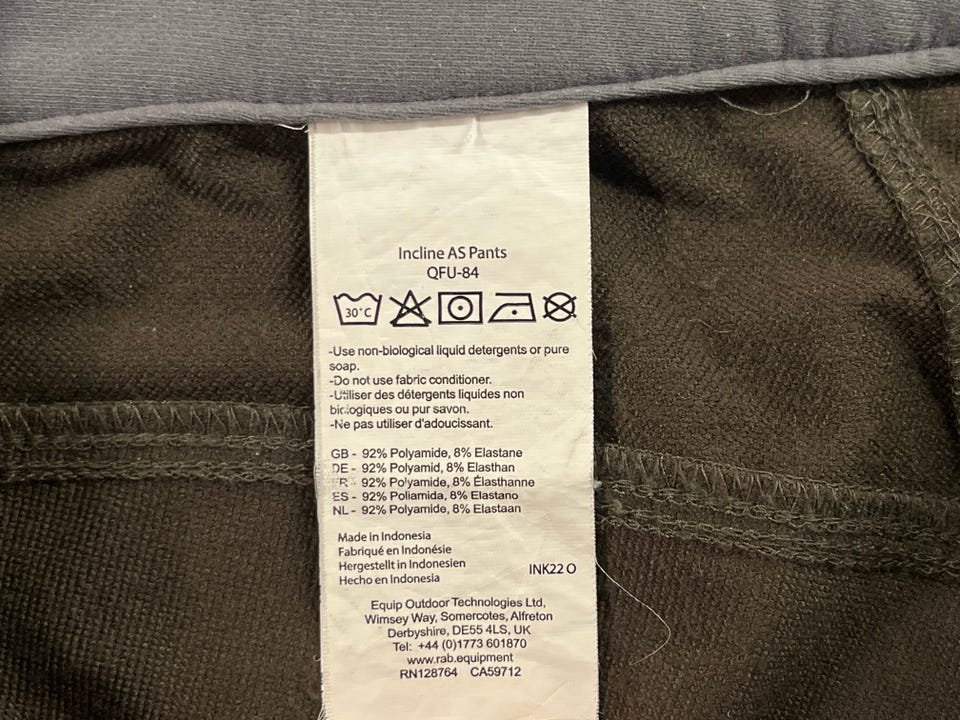 Incline AS Pants
QFU-84
30°C
-Use non-biological liquid detergents or pure
soap.
-Do not use fabric conditioner.
-Utiliser des détergents liquides non
biologiques ou pur savon.
-Ne pas utiliser d'adoucissant.
GB - 92% Polyamide, 8% Elastane
DE - 92% Polyamid, 8% Elasthan
FR - 92% Polyamide, 8% Élasthanne
ES - 92% Poliamida, 8% Elastano
NL - 92% Polyamide, 8% Elastaan
Made in Indonesia
Fabriqué en Indonésie
Hergestellt in Indonesien
Hecho en Indonesia
INK22 O
Equip Outdoor Technologies Ltd,
Wimsey Way, Somercotes, Alfreton
Derbyshire, DE55 4LS, UK
Tel: +44 (0)1773 601870
www.rab.equipment
RN128764 CA59712